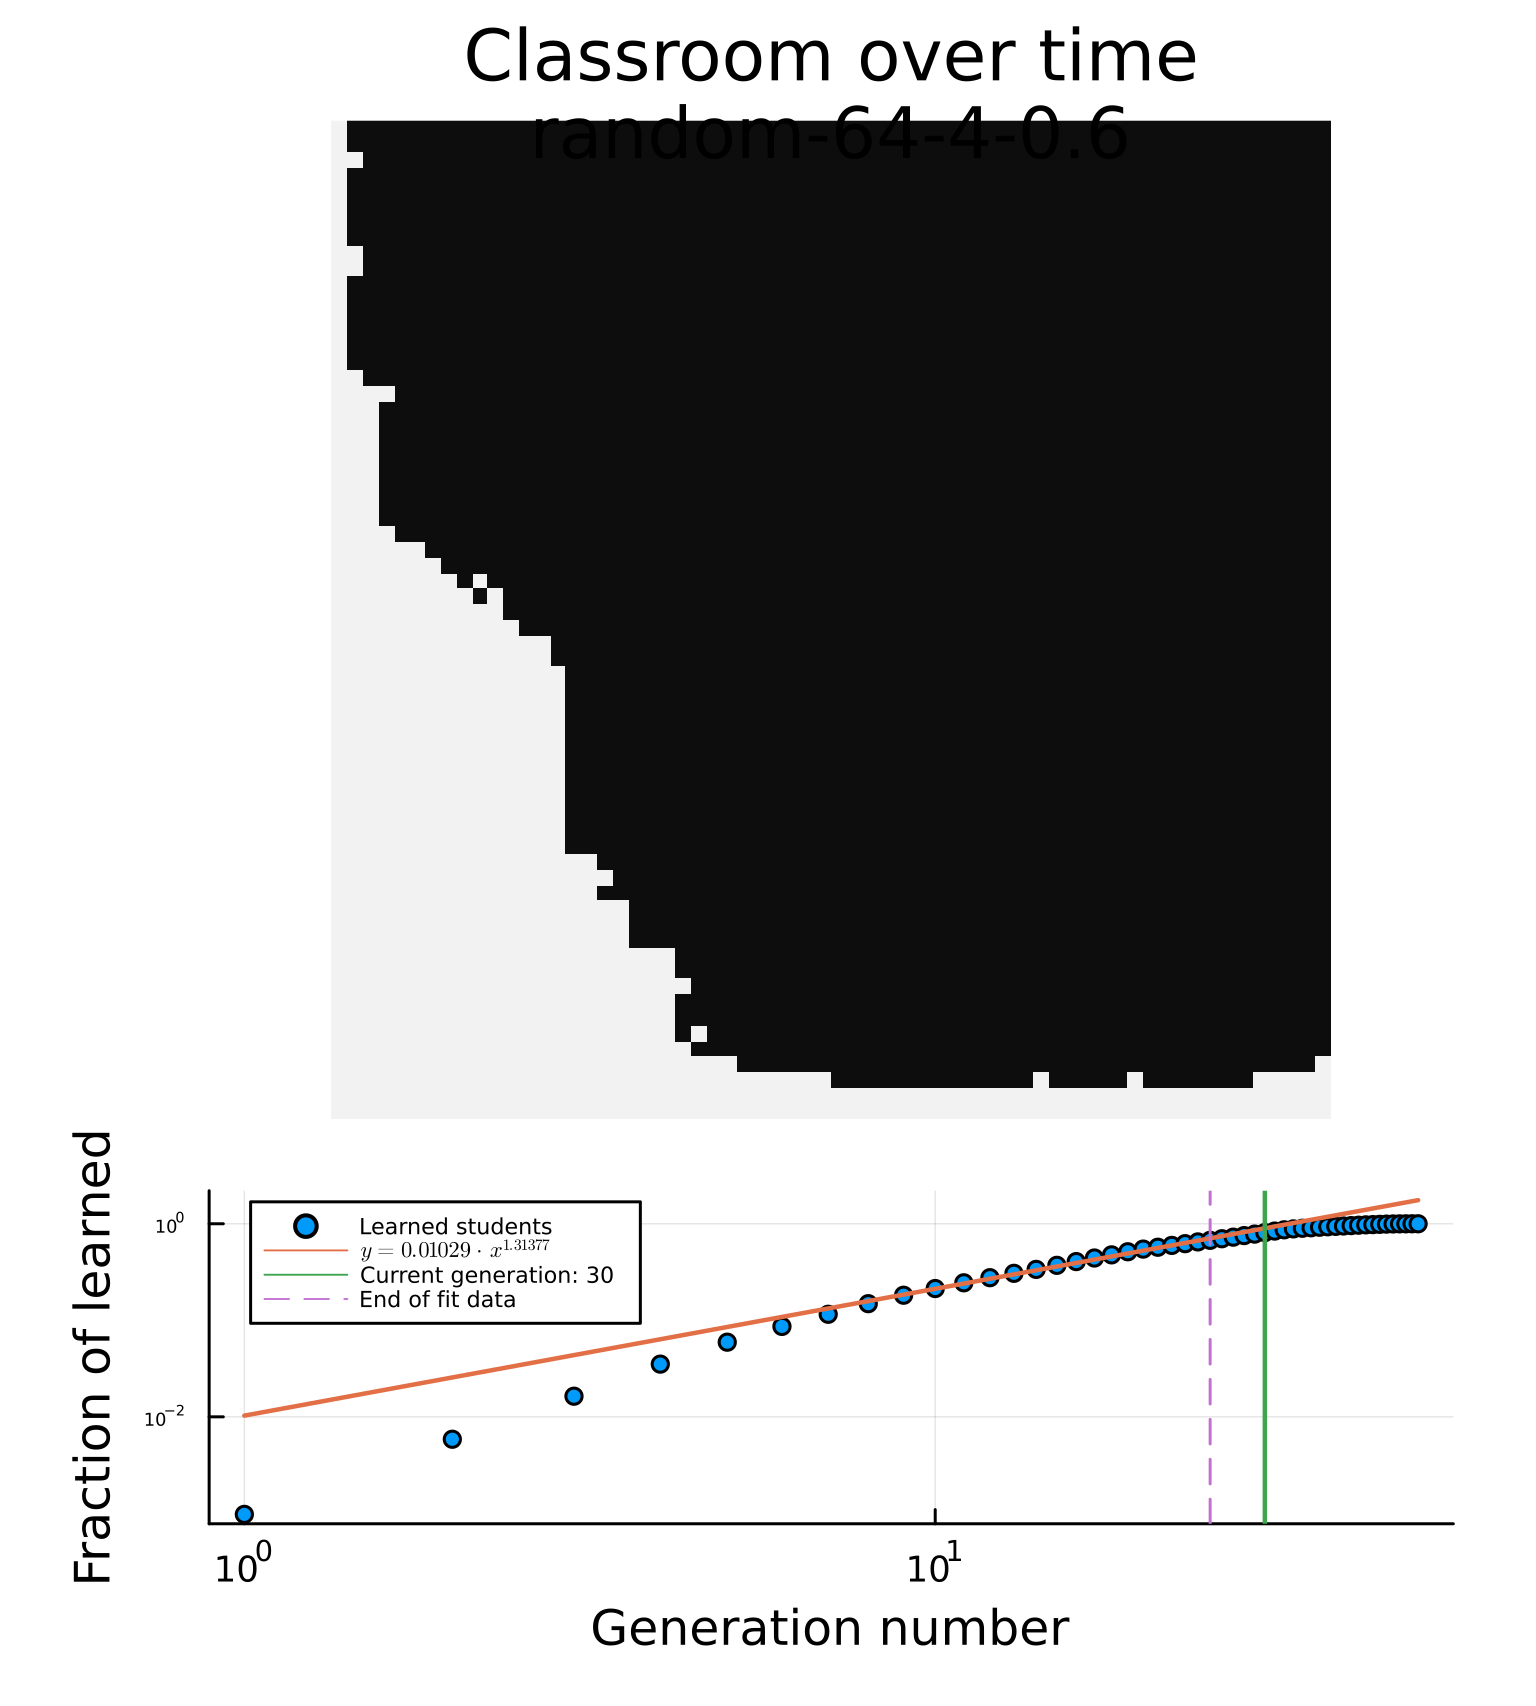 Classroom over time
random-64-4-0.6
Fraction of learned
10⁰
10⁻²
Learned students
y = 0.01029 · x^1.31377
Current generation: 30
End of fit data
10⁰
10¹
Generation number